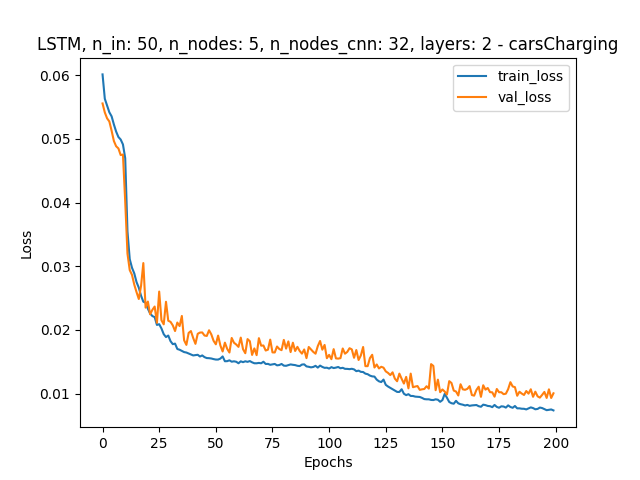 LSTM, n_in: 50, n_nodes: 5, n_nodes_cnn: 32, layers: 2 - carsCharging
train_loss
val_loss
0.06
0.05
0.04
0.03
0.02
0.01
Loss
0 25 50 75 100 125 150 175 200
Epochs